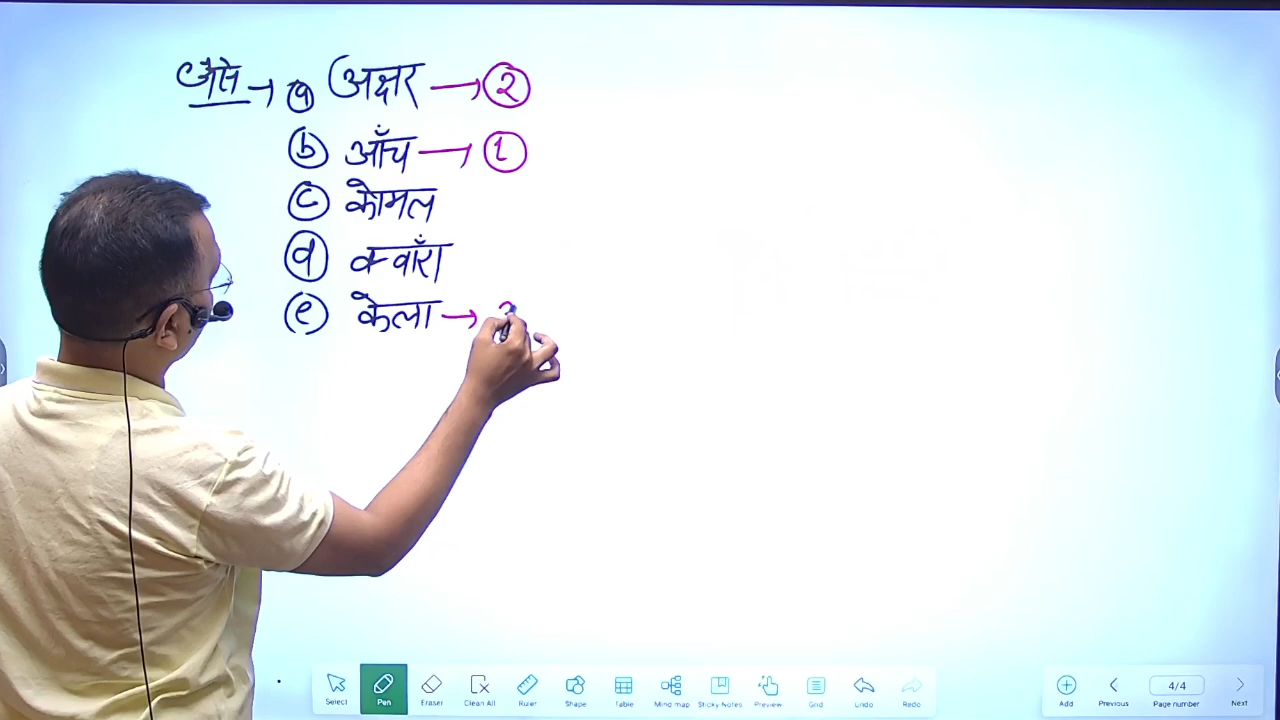 जैसे → a अक्षर → 2
b आँच → 1
c कोमल
d क्वाँरा
e केला → 2
Select Pen Eraser Clean All Ruler Shape Table Mind map Sticky Notes Preview Grid Undo Redo Add Previous 4/4 Page number Next